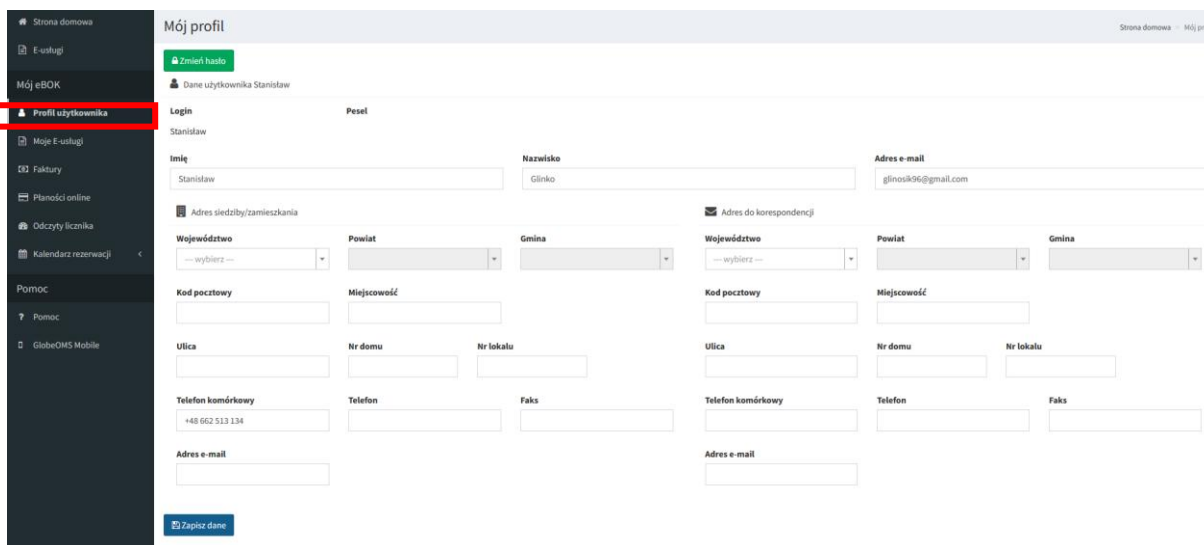 Strona domowa
E-usługi
Mój eBOK
Profil użytkownika
Moje E-usługi
Faktury
Płaności online
Odczyty licznika
Kalendarz rezerwacji
Pomoc
? Pomoc
GlobeOMS Mobile
Mój profil
Strona domowa Mój pr
Zmień hasło
Dane użytkownika Stanisław
Login Pesel
Stanisław
Imię Nazwisko Adres e-mail
Stanisław Glinko glinosik96@gmail.com
Adres siedziby/zamieszkania Adres do korespondencji
Województwo Powiat Gmina Województwo Powiat Gmina
--- wybierz --- --- wybierz ---
Kod pocztowy Miejscowość Kod pocztowy Miejscowość
Ulica Nr domu Nr lokalu Ulica Nr domu Nr lokalu
Telefon komórkowy Telefon Faks Telefon komórkowy Telefon Faks
+48 662 513 134
Adres e-mail Adres e-mail
Zapisz dane